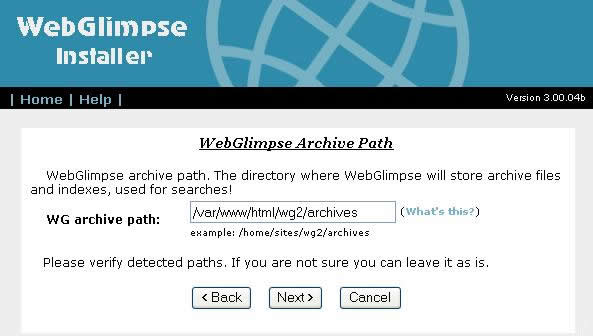 WebGlimpse
Installer
| Home | Help |
Version 3.00.04b
WebGlimpse Archive Path
WebGlimpse archive path. The directory where WebGlimpse will store archive files
and indexes, used for searches!
WG archive path: /var/www/html/wg2/archives (What's this?)
example: /home/sites/wg2/archives
Please verify detected paths. If you are not sure you can leave it as is.
< Back Next > Cancel